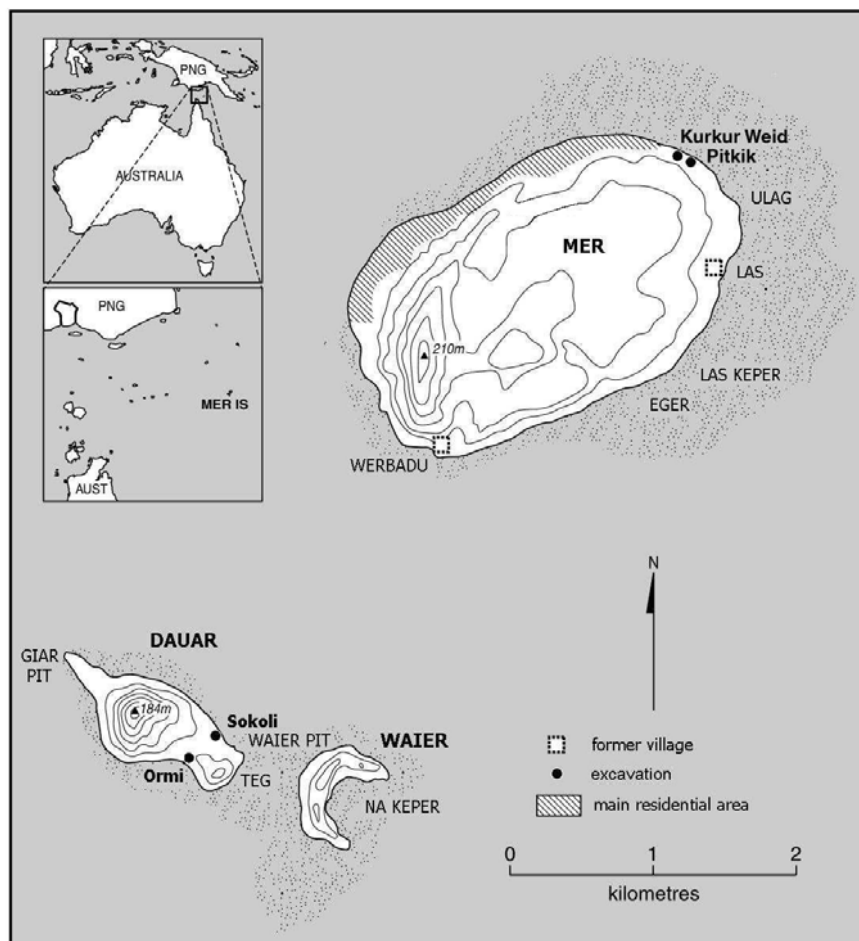 PNG
AUSTRALIA
PNG
MER IS
AUST
Kurkur Weid
Pitkik
ULAG
MER
LAS
210m
LAS KEPER
EGER
WERBADU
N
DAUAR
GIAR
PIT
184m
Sokoli
WAIER PIT
WAIER
Ormi
TEG
NA KEPER
former village
excavation
main residential area
0
1
2
kilometres